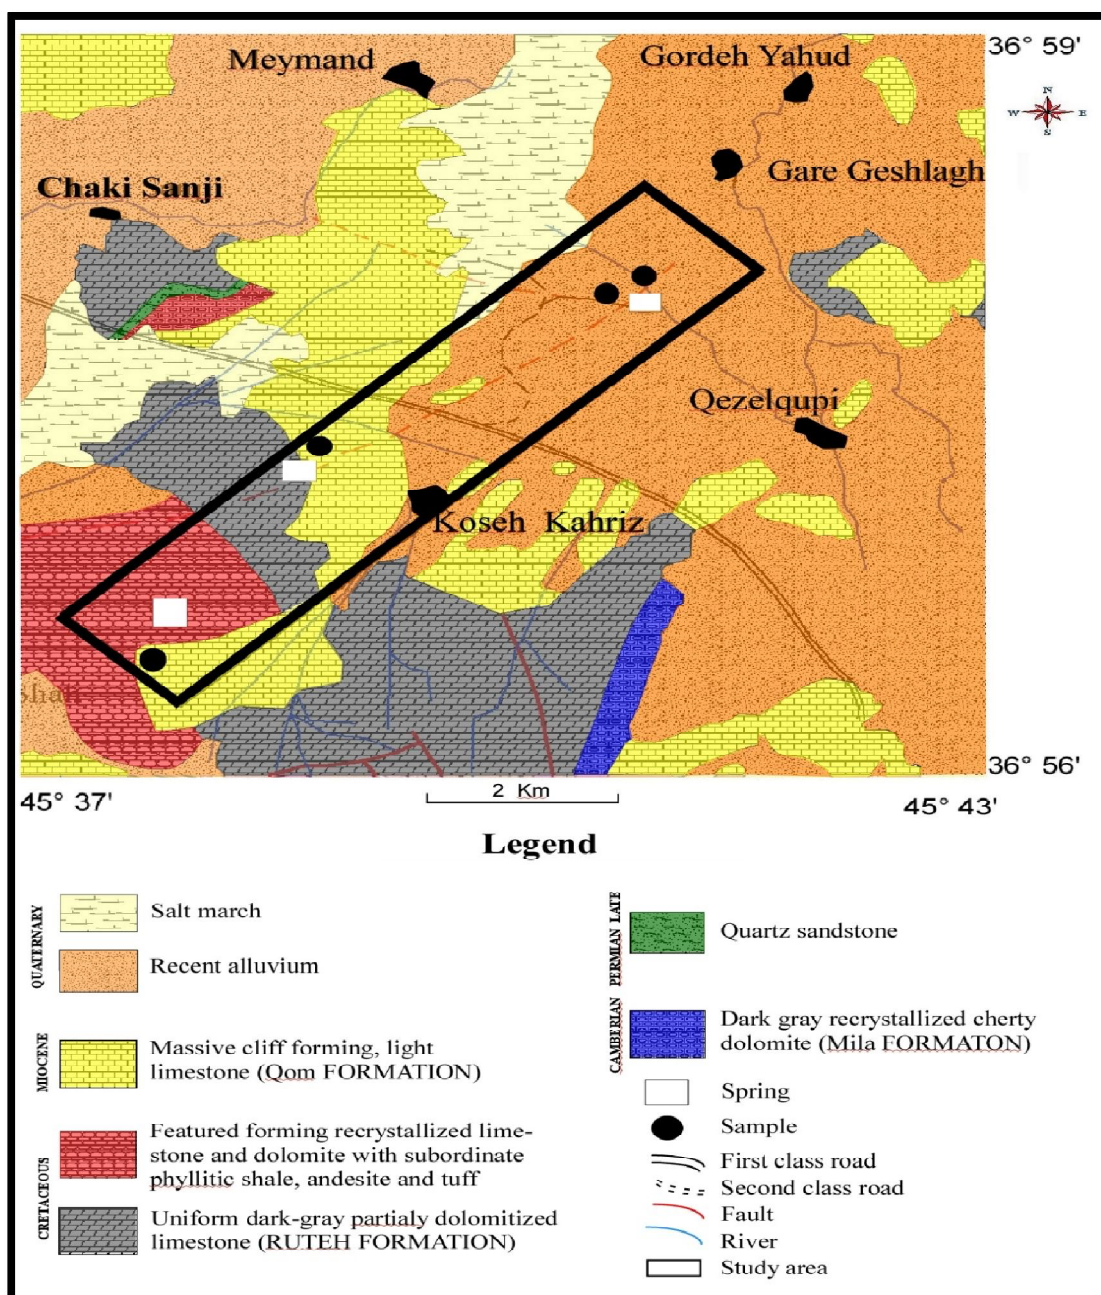 36° 59'
Meymand
Gordeh Yahud
N
W E
S
Gare Geshlagh
Chaki Sanji
Qezelqupi
Koseh Kahriz
36° 56'
45° 37'
2 Km
45° 43'
Legend
QUATERNARY
Salt march
Recent alluvium
MIOCENE
Massive cliff forming, light
limestone (Qom FORMATION)
CRETACEOUS
Featured forming recrystallized lime-
stone and dolomite with subordinate
phyllitic shale, andesite and tuff
Uniform dark-gray partialy dolomitized
limestone (RUTEH FORMATION)
PERMIAN LATE
Quartz sandstone
CAMBERIAN
Dark gray recrystallized cherty
dolomite (Mila FORMATON)
Spring
Sample
First class road
Second class road
Fault
River
Study area